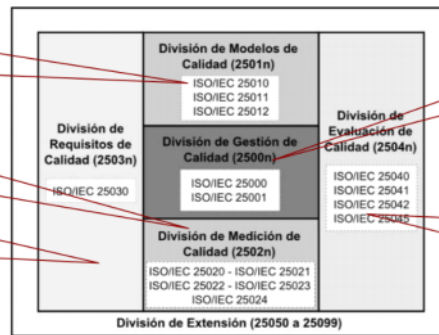 División de Modelos de
Calidad (2501n)
ISO/IEC 25010
ISO/IEC 25011
ISO/IEC 25012
División de
Requisitos de
Calidad (2503n)
ISO/IEC 25030
División de Gestión de
Calidad (2500n)
ISO/IEC 25000
ISO/IEC 25001
División de
Evaluación de
Calidad (2504n)
ISO/IEC 25040
ISO/IEC 25041
ISO/IEC 25042
ISO/IEC 25045
División de Medición de
Calidad (2502n)
ISO/IEC 25020 - ISO/IEC 25021
ISO/IEC 25022 - ISO/IEC 25023
ISO/IEC 25024
División de Extensión (25050 a 25099)